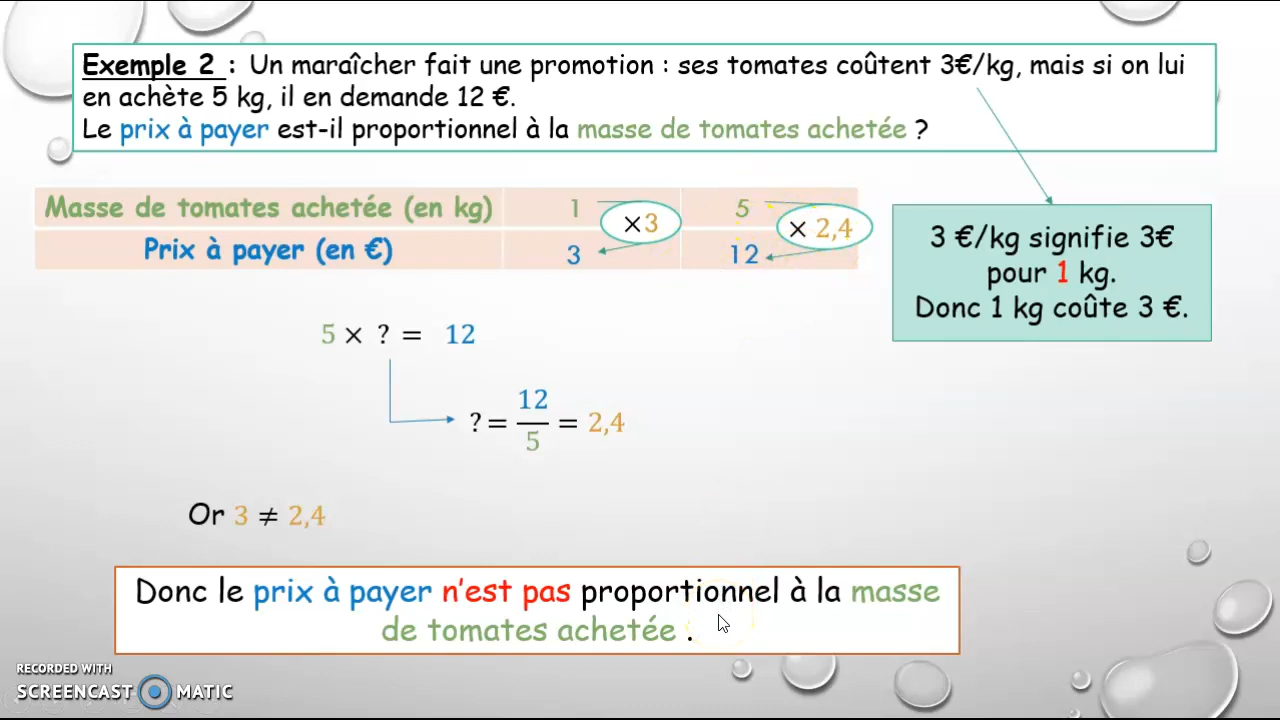 Exemple 2 : Un maraîcher fait une promotion : ses tomates coûtent 3€/kg, mais si on lui
en achète 5 kg, il en demande 12 €.
Le prix à payer est-il proportionnel à la masse de tomates achetée ?
Masse de tomates achetée (en kg) 1 ×3 5 × 2,4
Prix à payer (en €) 3 12
3 €/kg signifie 3€
pour 1 kg.
Donc 1 kg coûte 3 €.
5 × ? = 12
? = 12/5 = 2,4
Or 3 ≠ 2,4
Donc le prix à payer n'est pas proportionnel à la masse
de tomates achetée .
RECORDED WITH
SCREENCAST MATIC